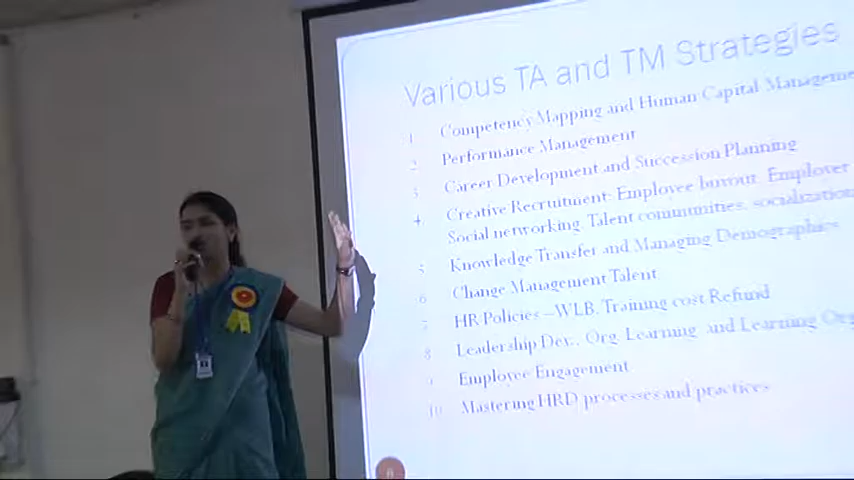 Various TA and TM Strategies
1 Competency Mapping and Human Capital Manageme
2 Performance Management
3 Career Development and Succession Planning
4 Creative Recruitment- Employee buyout, Employer
Social networking, Talent communities, socialization
5 Knowledge Transfer and Managing Demographics
6 Change Management Talent
7 HR Policies – WLB, Training cost Refund
8 Leadership Dev., Org Learning and Learning Org
9 Employee Engagement
10 Mastering HRD processes and practices